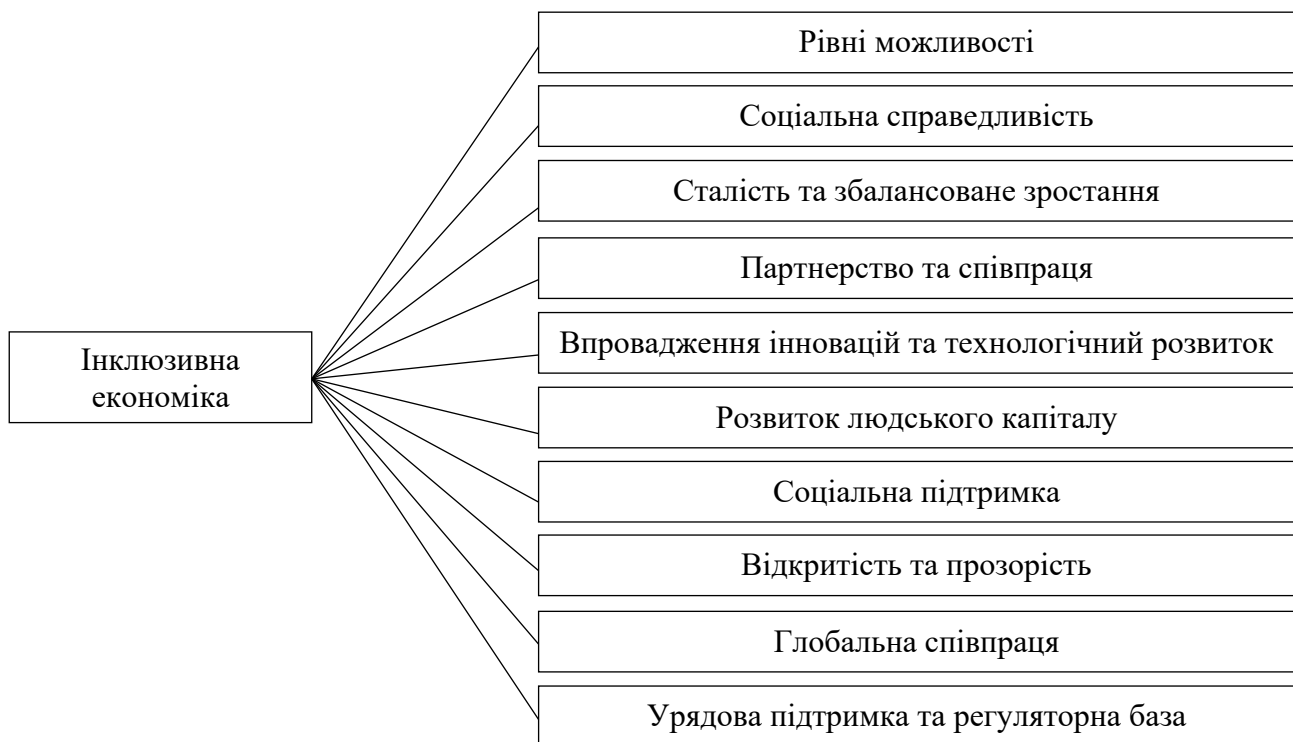 Інклюзивна
економіка
Рівні можливості
Соціальна справедливість
Сталість та збалансоване зростання
Партнерство та співпраця
Впровадження інновацій та технологічний розвиток
Розвиток людського капіталу
Соціальна підтримка
Відкритість та прозорість
Глобальна співпраця
Урядова підтримка та регуляторна база